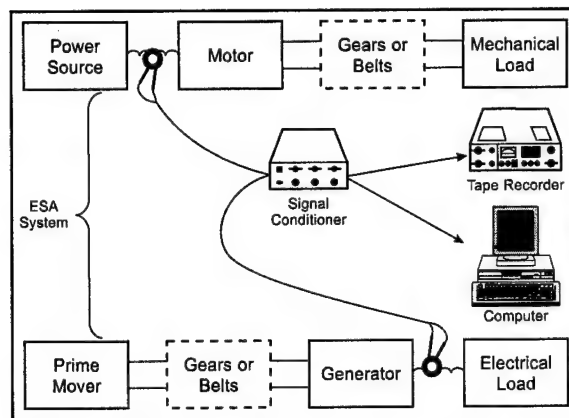 Power
Source
Motor
Gears or
Belts
Mechanical
Load
Signal
Conditioner
Tape Recorder
ESA
System
Computer
Prime
Mover
Gears or
Belts
Generator
Electrical
Load